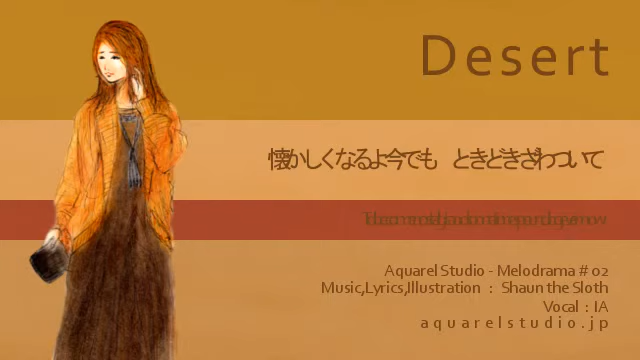 Desert
懐かしくなるよ今でも　ときどきざわついて
Aquarel Studio - Melodrama # 02
Music,Lyrics,Illustration : Shaun the Sloth
Vocal : IA
aquarelstudio.jp